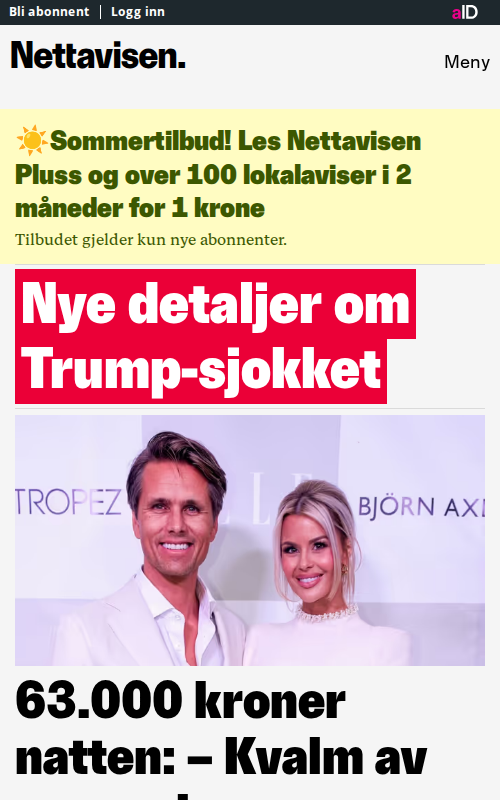 Bli abonnent | Logg inn
aID
Nettavisen.
Meny
☀️Sommertilbud! Les Nettavisen
Pluss og over 100 lokalaviser i 2
måneder for 1 krone
Tilbudet gjelder kun nye abonnenter.
Nye detaljer om
Trump-sjokket
TROPEZ ELLE BJÖRN AXE
63.000 kroner
natten: – Kvalm av